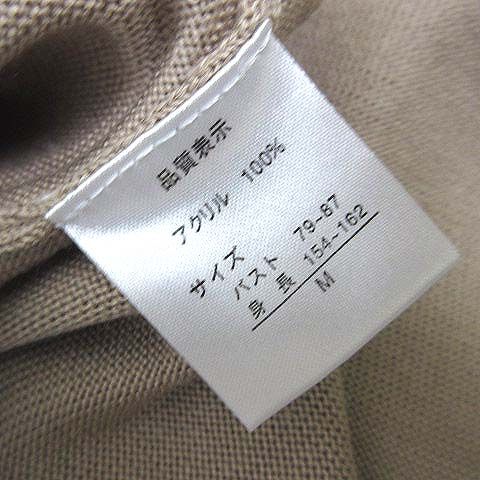 品質表示
アクリル 100%
サイズ
バスト 79-87
身長 154-162
M